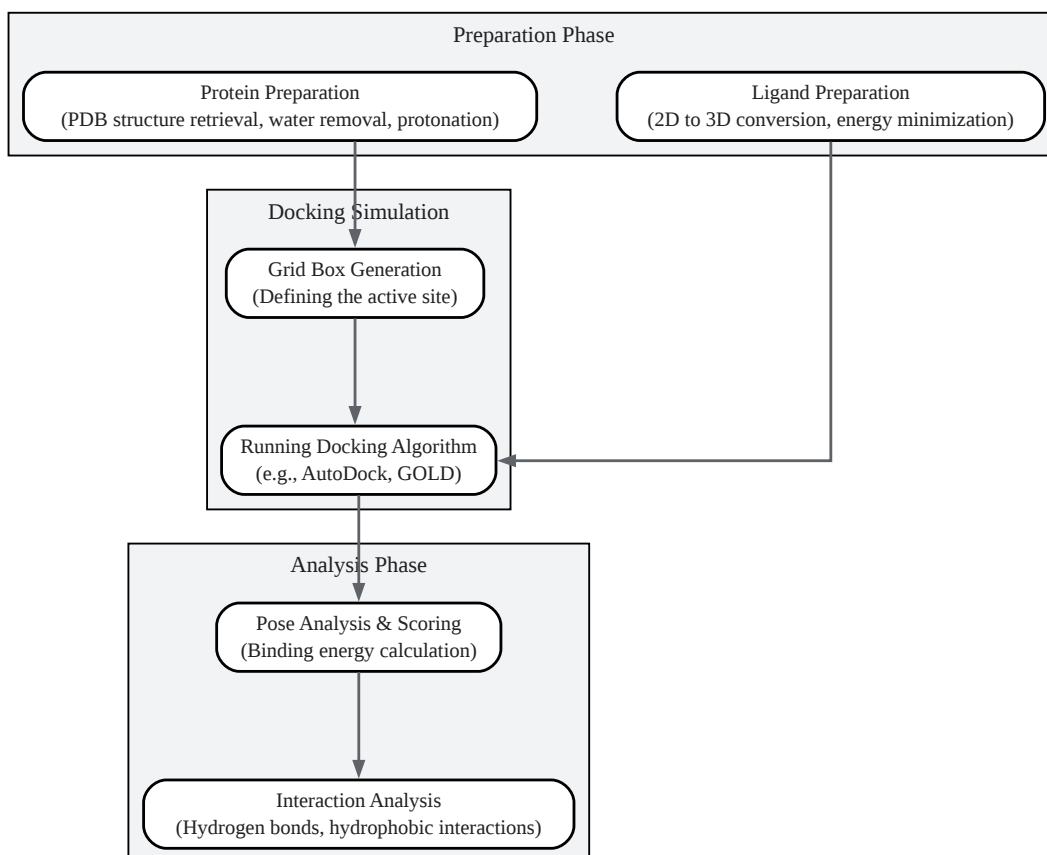 Preparation Phase
Protein Preparation
(PDB structure retrieval, water removal, protonation)
Ligand Preparation
(2D to 3D conversion, energy minimization)
Docking Simulation
Grid Box Generation
(Defining the active site)
Running Docking Algorithm
(e.g., AutoDock, GOLD)
Analysis Phase
Pose Analysis & Scoring
(Binding energy calculation)
Interaction Analysis
(Hydrogen bonds, hydrophobic interactions)